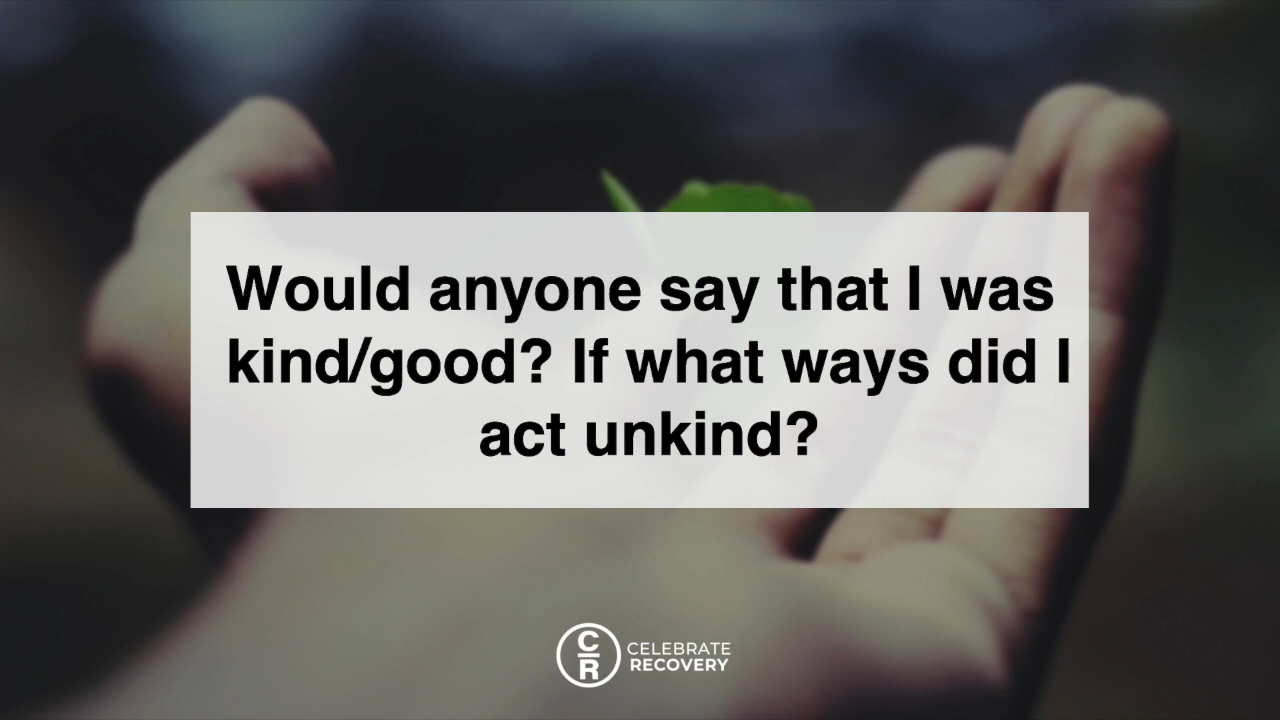 Would anyone say that I was
kind/good? If what ways did I
act unkind?
C
R
CELEBRATE
RECOVERY